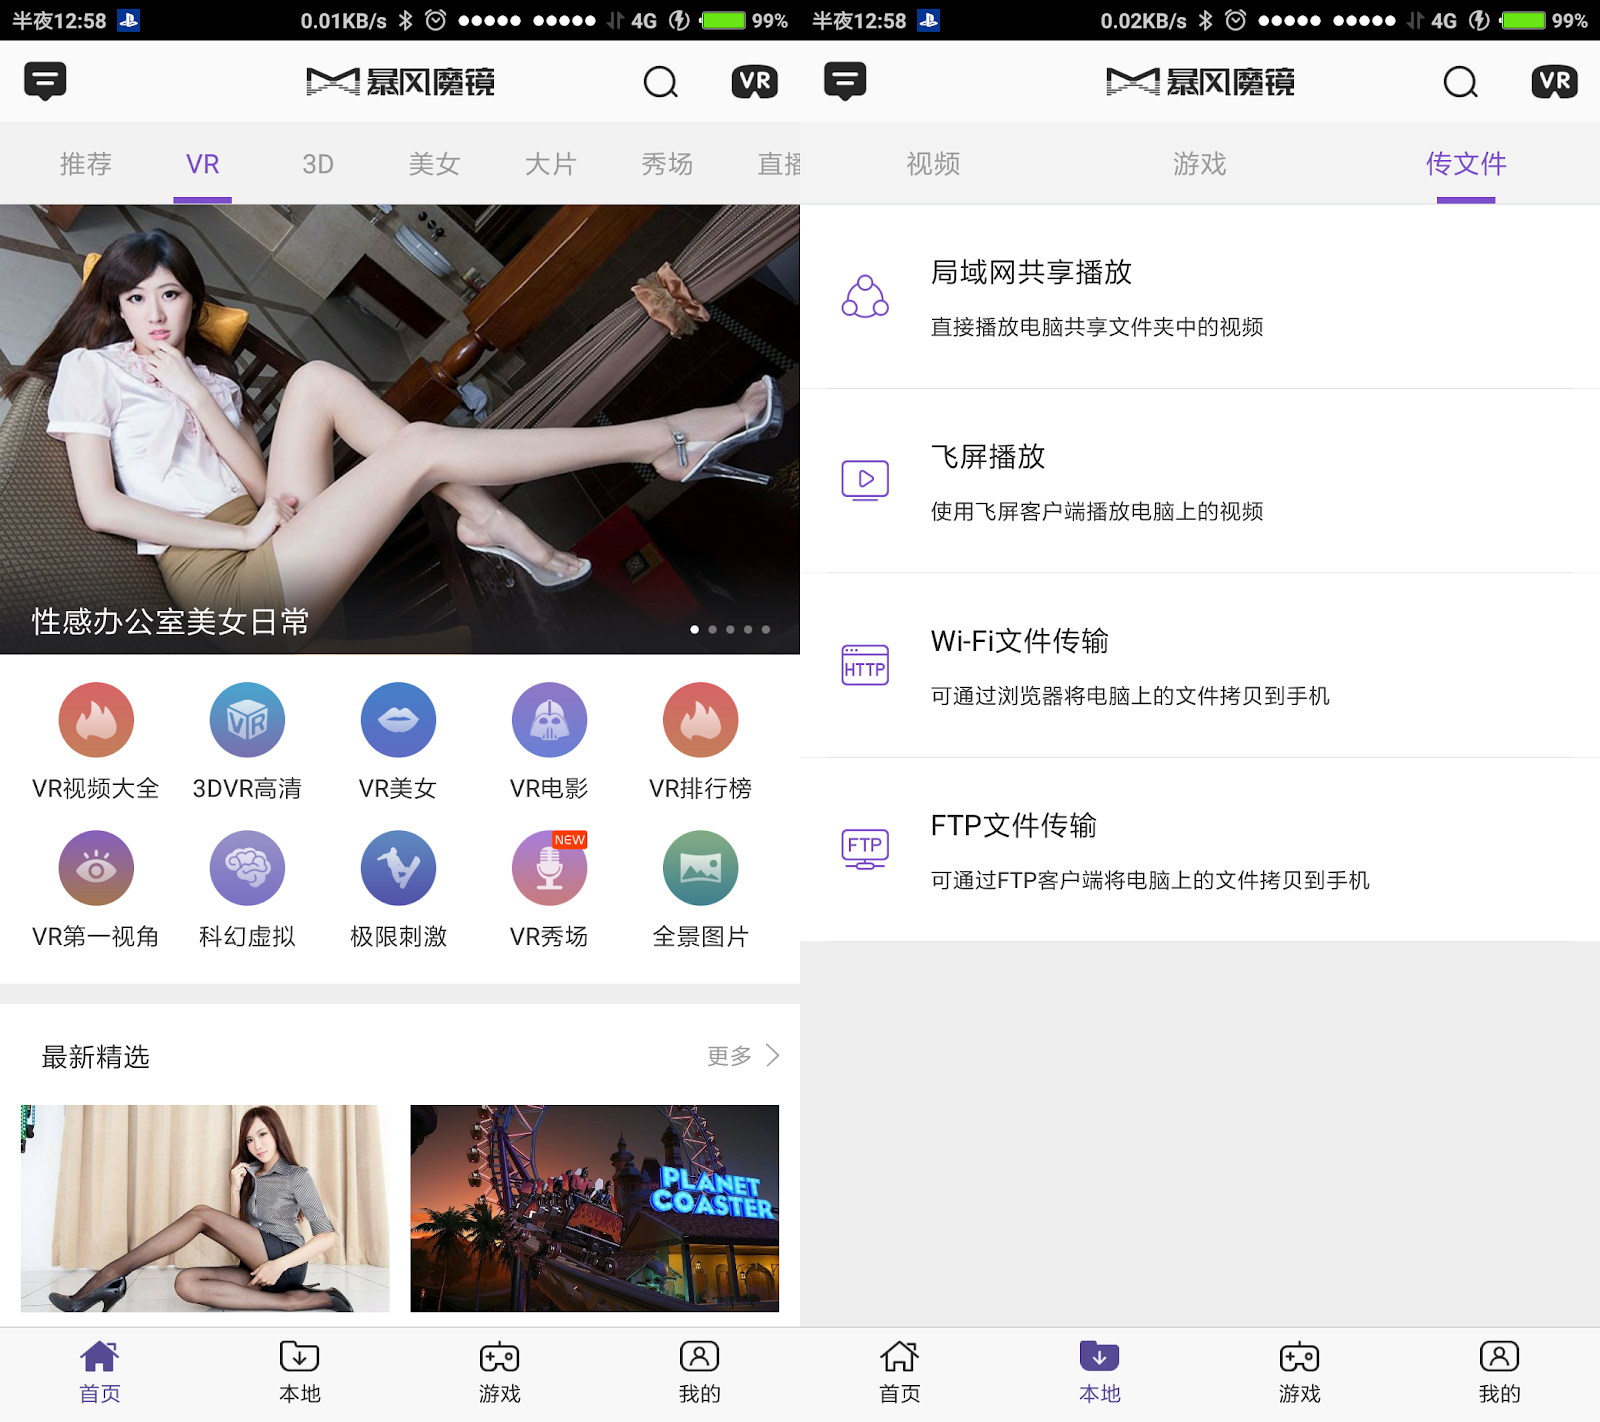 半夜12:58 0.01KB/s 4G 99%
暴风魔镜 VR
推荐 VR 3D 美女 大片 秀场 直播
性感办公室美女日常
VR视频大全 3DVR高清 VR美女 VR电影 VR排行榜
NEW
VR第一视角 科幻虚拟 极限刺激 VR秀场 全景图片
最新精选 更多
PLANET
COASTER
首页 本地 游戏 我的
半夜12:58 0.02KB/s 4G 99%
暴风魔镜 VR
视频 游戏 传文件
局域网共享播放
直接播放电脑共享文件夹中的视频
飞屏播放
使用飞屏客户端播放电脑上的视频
HTTP
Wi-Fi文件传输
可通过浏览器将电脑上的文件拷贝到手机
FTP
FTP文件传输
可通过FTP客户端将电脑上的文件拷贝到手机
首页 本地 游戏 我的